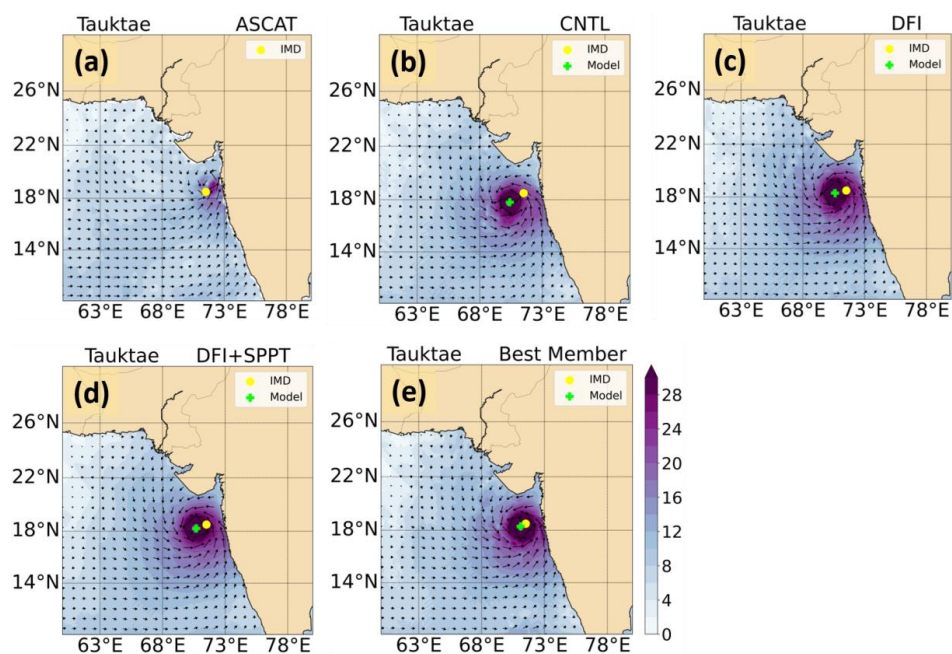 Tauktae ASCAT
(a)
IMD
26°N
22°N
18°N
14°N
63°E 68°E 73°E 78°E
Tauktae CNTL
(b)
IMD
Model
26°N
22°N
18°N
14°N
63°E 68°E 73°E 78°E
Tauktae DFI
(c)
IMD
Model
26°N
22°N
18°N
14°N
63°E 68°E 73°E 78°E
Tauktae DFI+SPPT
(d)
IMD
Model
26°N
22°N
18°N
14°N
63°E 68°E 73°E 78°E
Tauktae Best Member
(e)
IMD
Model
26°N
22°N
18°N
14°N
63°E 68°E 73°E 78°E
28
24
20
16
12
8
4
0